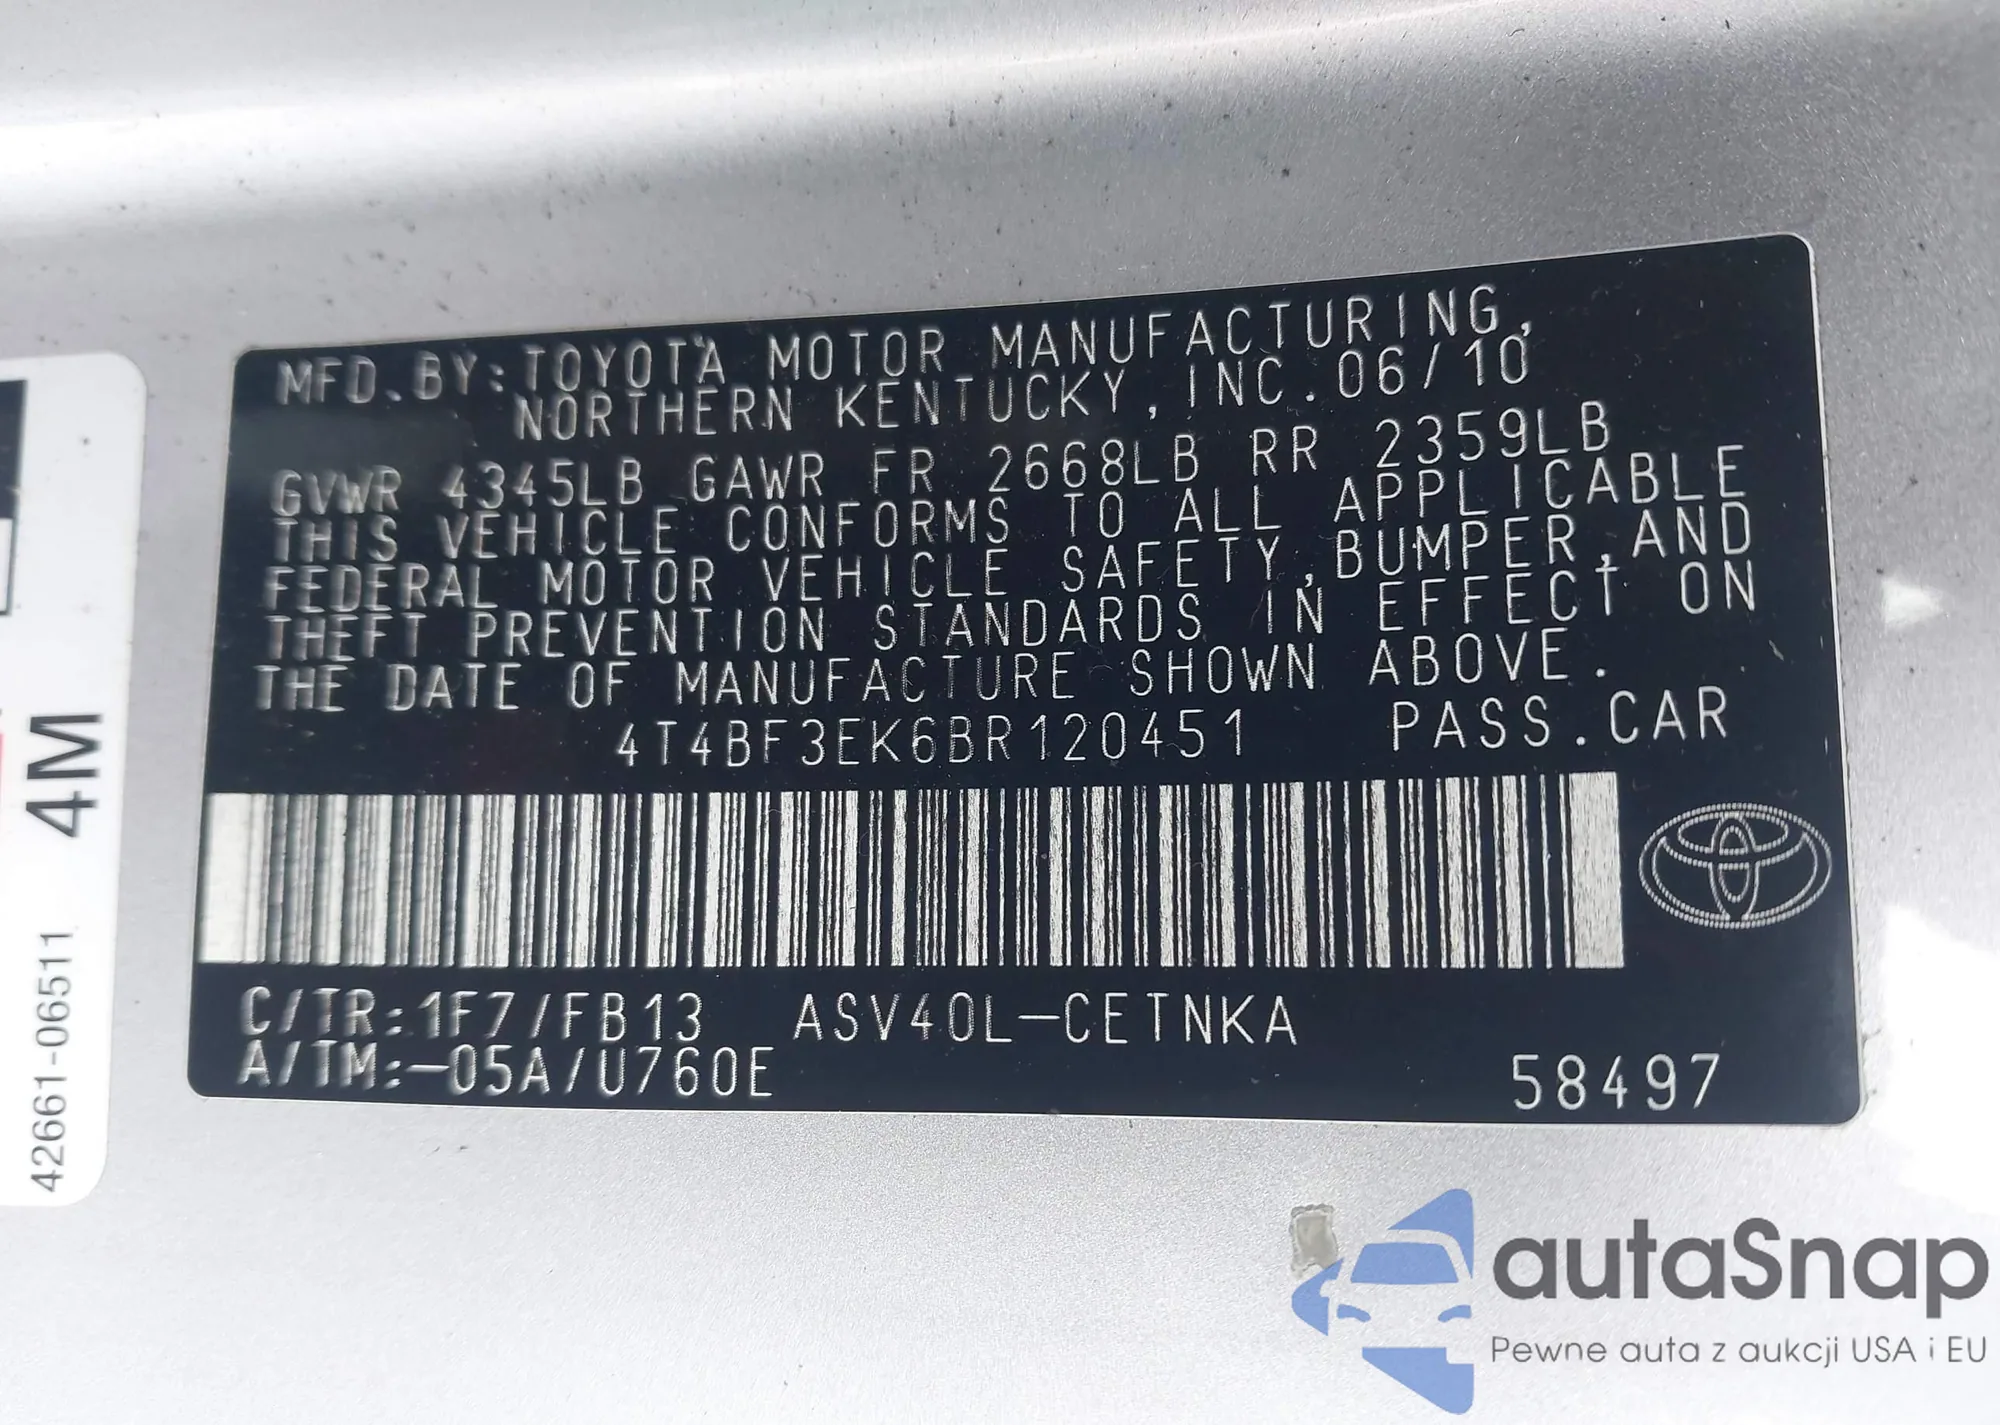 MFD.BY:TOYOTA MOTOR MANUFACTURING,
NORTHERN KENTUCKY, INC. 06/10
GVWR 4345LB GAWR FR 2668LB RR 2359LB
THIS VEHICLE CONFORMS TO ALL APPLICABLE
FEDERAL MOTOR VEHICLE SAFETY,BUMPER,AND
THEFT PREVENTION STANDARDS IN EFFECT ON
THE DATE OF MANUFACTURE SHOWN ABOVE.
4T4BF3EK6BR120451 PASS.CAR
C/TR:1F7/FB13 ASV40L-CETNKA
A/TM:-05A/U760E
58497
4M
42661-06511
autaSnap
Pewne auta z aukcji USA i EU